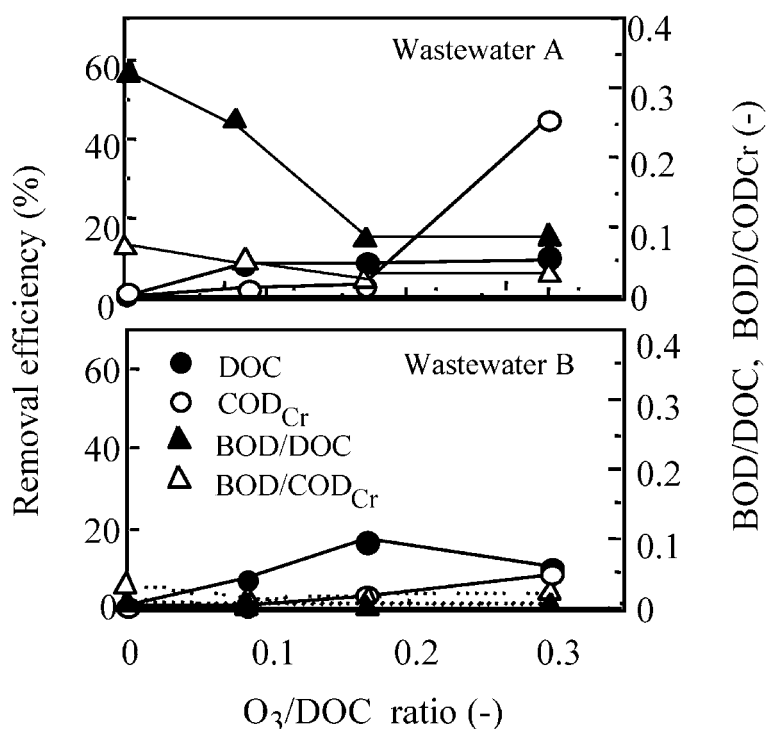 Removal efficiency (%)
BOD/DOC, BOD/CODCr (-)
Wastewater A
60
40
20
0
0.4
0.3
0.2
0.1
0
Wastewater B
DOC
COD_Cr
BOD/DOC
BOD/COD_Cr
60
40
20
0
0.4
0.3
0.2
0.1
0
0 0.1 0.2 0.3
O3/DOC ratio (-)